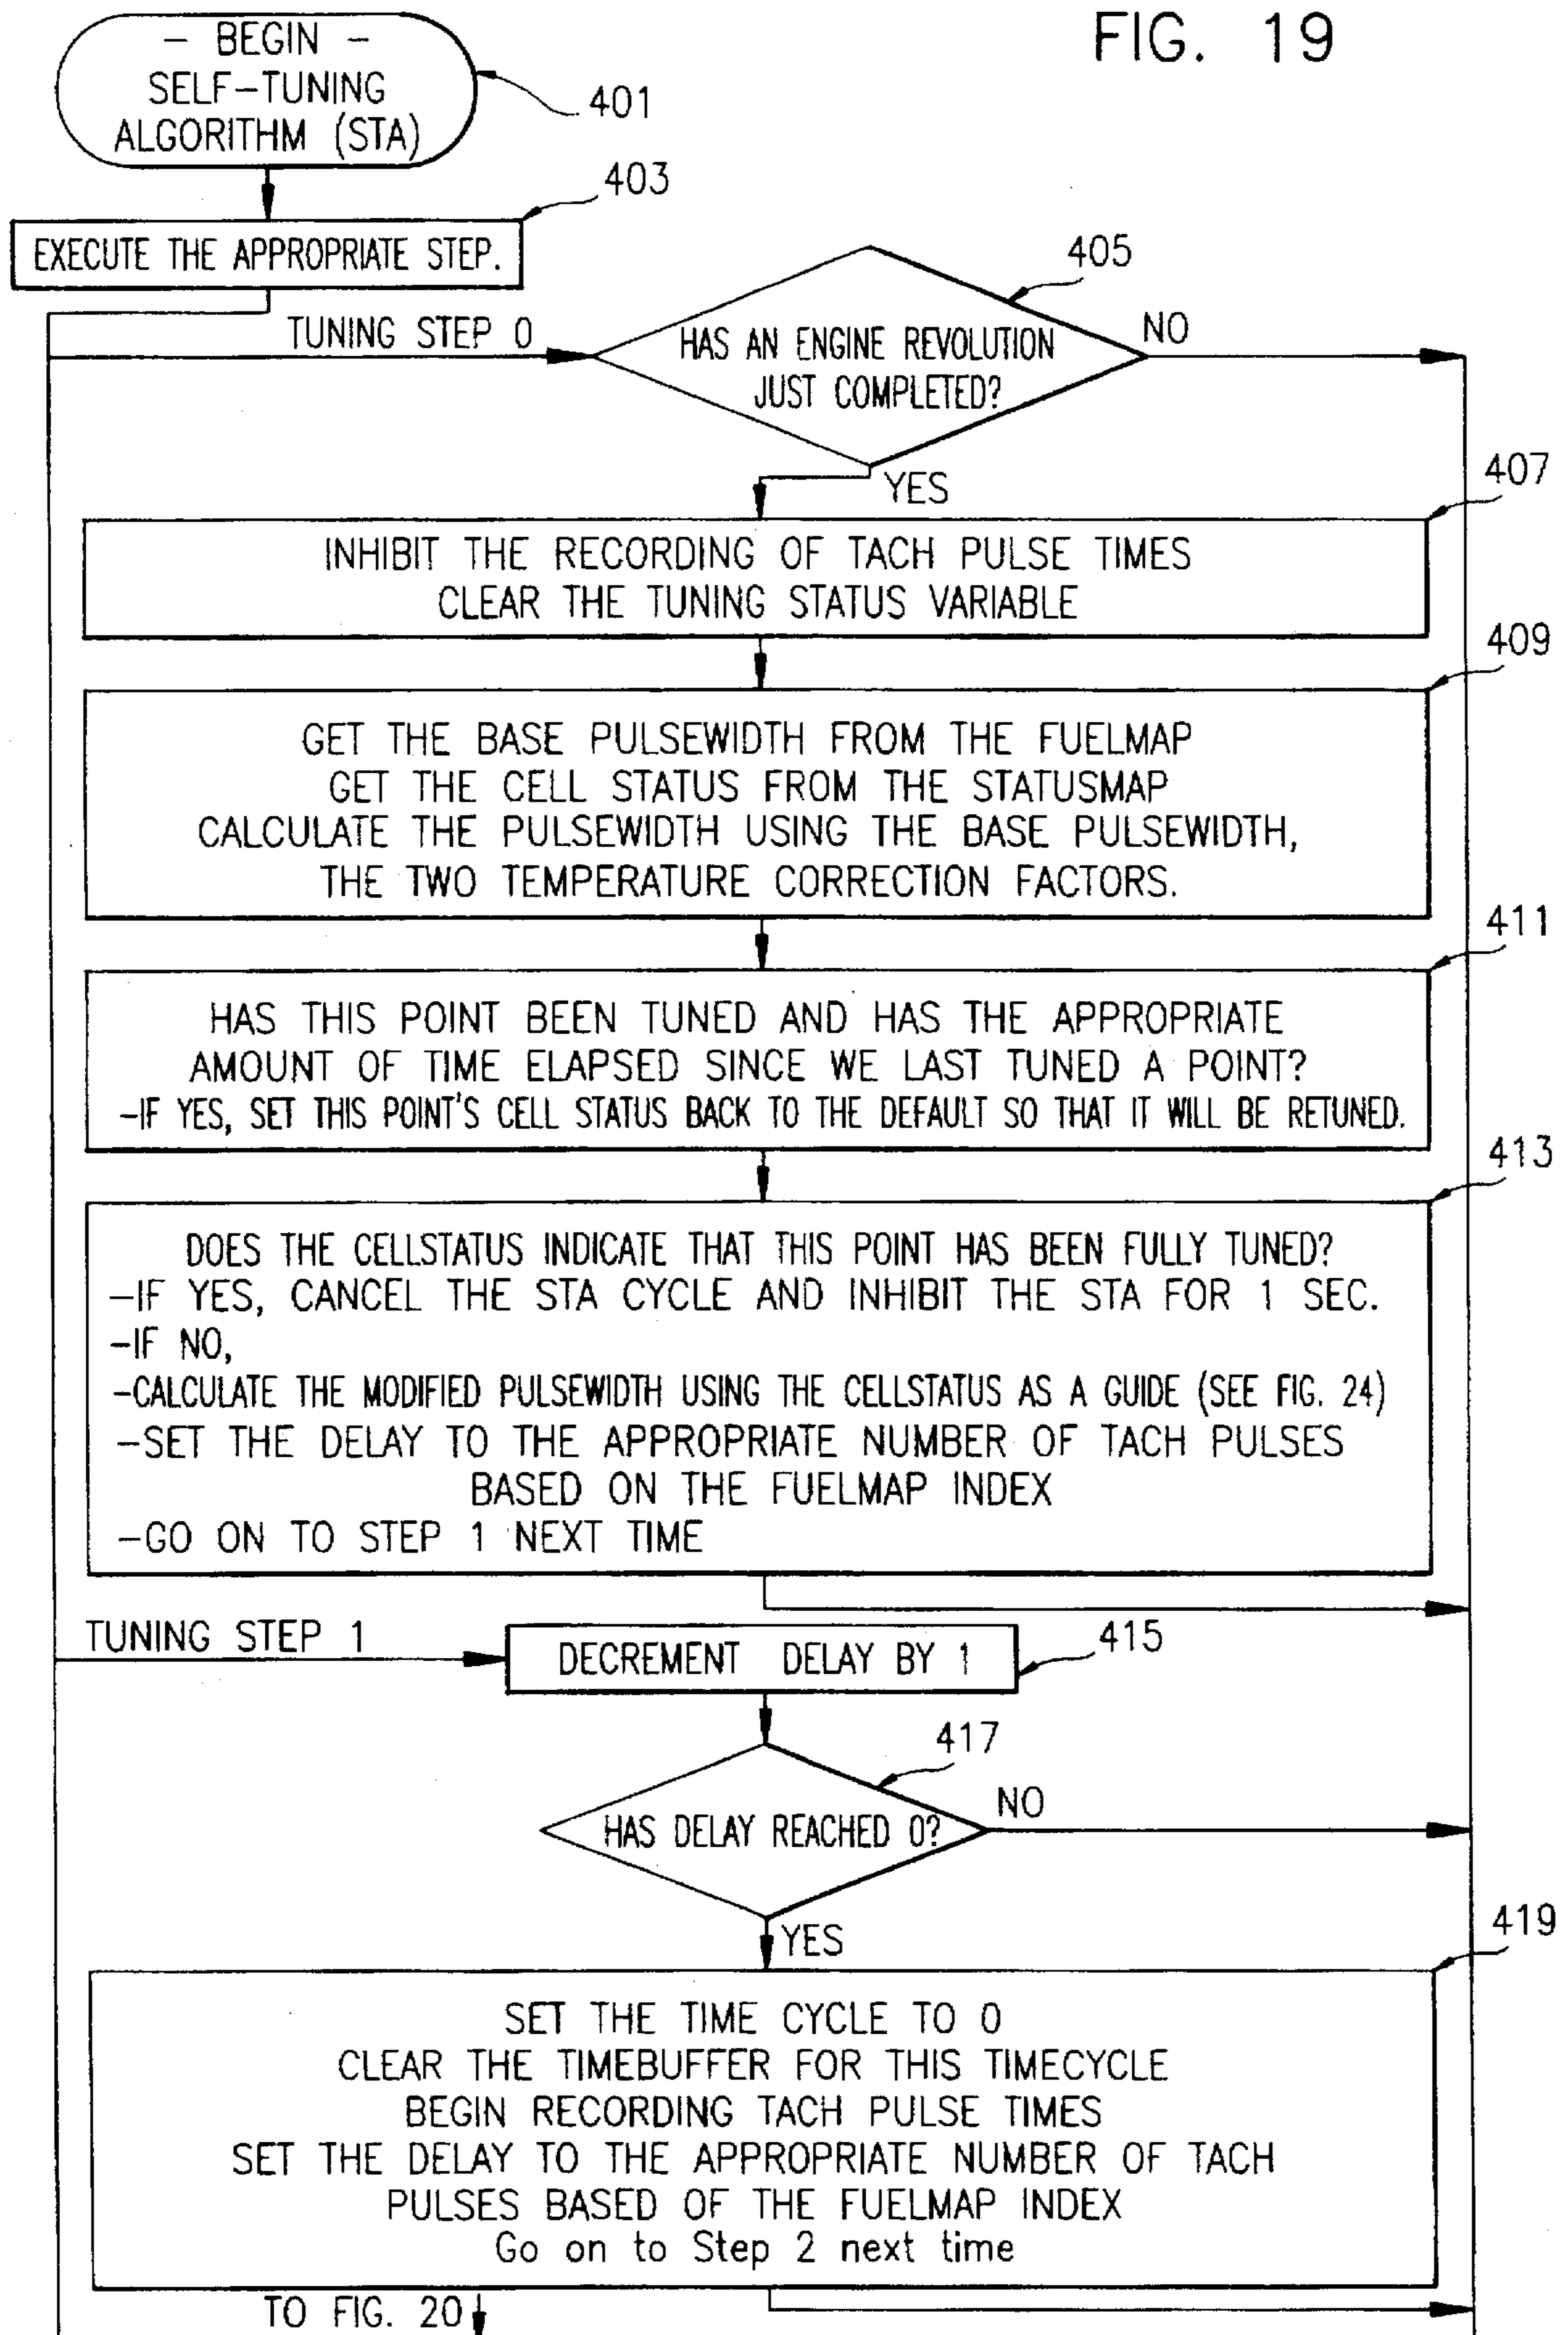 FIG. 19
- BEGIN -
SELF-TUNING
ALGORITHM (STA)
401
403
EXECUTE THE APPROPRIATE STEP.
405
TUNING STEP 0
HAS AN ENGINE REVOLUTION
JUST COMPLETED?
NO
YES
407
INHIBIT THE RECORDING OF TACH PULSE TIMES
CLEAR THE TUNING STATUS VARIABLE
409
GET THE BASE PULSEWIDTH FROM THE FUELMAP
GET THE CELL STATUS FROM THE STATUSMAP
CALCULATE THE PULSEWIDTH USING THE BASE PULSEWIDTH,
THE TWO TEMPERATURE CORRECTION FACTORS.
411
HAS THIS POINT BEEN TUNED AND HAS THE APPROPRIATE
AMOUNT OF TIME ELAPSED SINCE WE LAST TUNED A POINT?
-IF YES, SET THIS POINT'S CELL STATUS BACK TO THE DEFAULT SO THAT IT WILL BE RETUNED.
413
DOES THE CELLSTATUS INDICATE THAT THIS POINT HAS BEEN FULLY TUNED?
-IF YES, CANCEL THE STA CYCLE AND INHIBIT THE STA FOR 1 SEC.
-IF NO,
-CALCULATE THE MODIFIED PULSEWIDTH USING THE CELLSTATUS AS A GUIDE (SEE FIG. 24)
-SET THE DELAY TO THE APPROPRIATE NUMBER OF TACH PULSES
BASED ON THE FUELMAP INDEX
-GO ON TO STEP 1 NEXT TIME
TUNING STEP 1
DECREMENT DELAY BY 1
415
417
HAS DELAY REACHED 0?
NO
YES
419
SET THE TIME CYCLE TO 0
CLEAR THE TIMEBUFFER FOR THIS TIMECYCLE
BEGIN RECORDING TACH PULSE TIMES
SET THE DELAY TO THE APPROPRIATE NUMBER OF TACH
PULSES BASED OF THE FUELMAP INDEX
Go on to Step 2 next time
TO FIG. 20